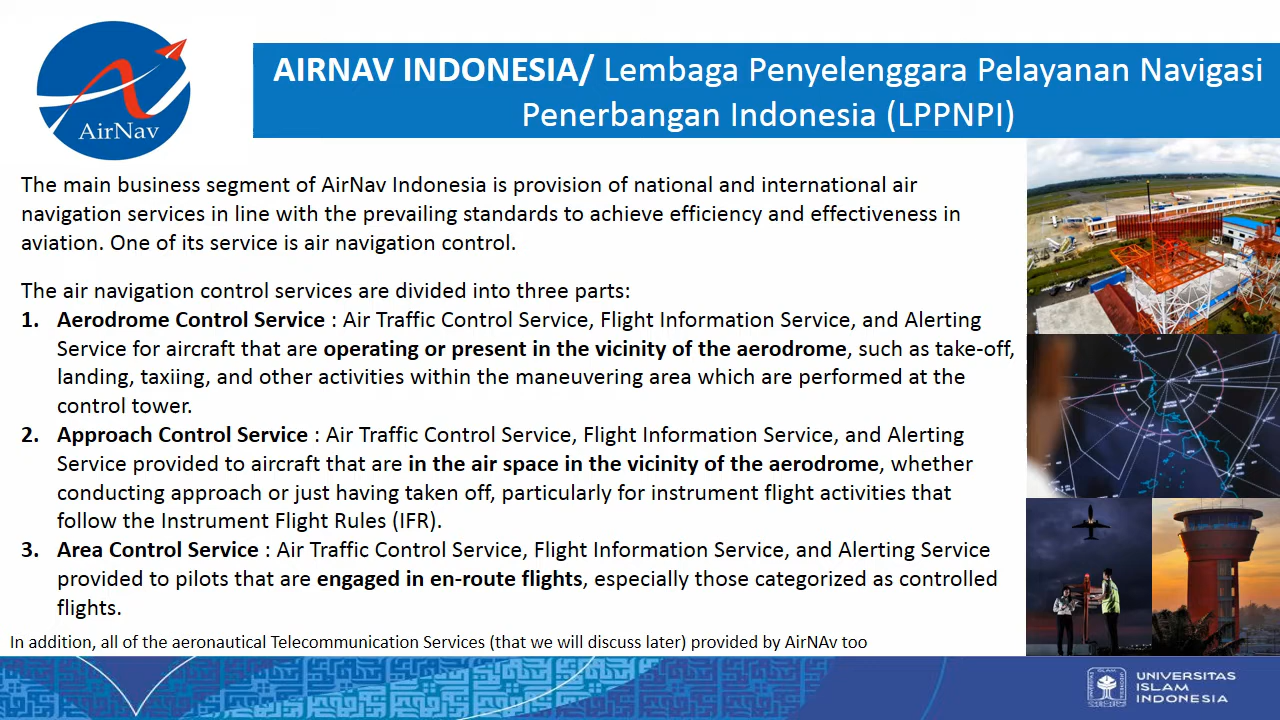 AirNav
AIRNAV INDONESIA/ Lembaga Penyelenggara Pelayanan Navigasi
Penerbangan Indonesia (LPPNPI)
The main business segment of AirNav Indonesia is provision of national and international air
navigation services in line with the prevailing standards to achieve efficiency and effectiveness in
aviation. One of its service is air navigation control.
The air navigation control services are divided into three parts:
1. Aerodrome Control Service : Air Traffic Control Service, Flight Information Service, and Alerting
Service for aircraft that are operating or present in the vicinity of the aerodrome, such as take-off,
landing, taxiing, and other activities within the maneuvering area which are performed at the
control tower.
2. Approach Control Service : Air Traffic Control Service, Flight Information Service, and Alerting
Service provided to aircraft that are in the air space in the vicinity of the aerodrome, whether
conducting approach or just having taken off, particularly for instrument flight activities that
follow the Instrument Flight Rules (IFR).
3. Area Control Service : Air Traffic Control Service, Flight Information Service, and Alerting Service
provided to pilots that are engaged in en-route flights, especially those categorized as controlled
flights.
In addition, all of the aeronautical Telecommunication Services (that we will discuss later) provided by AirNAv too
UNIVERSITAS
ISLAM
INDONESIA